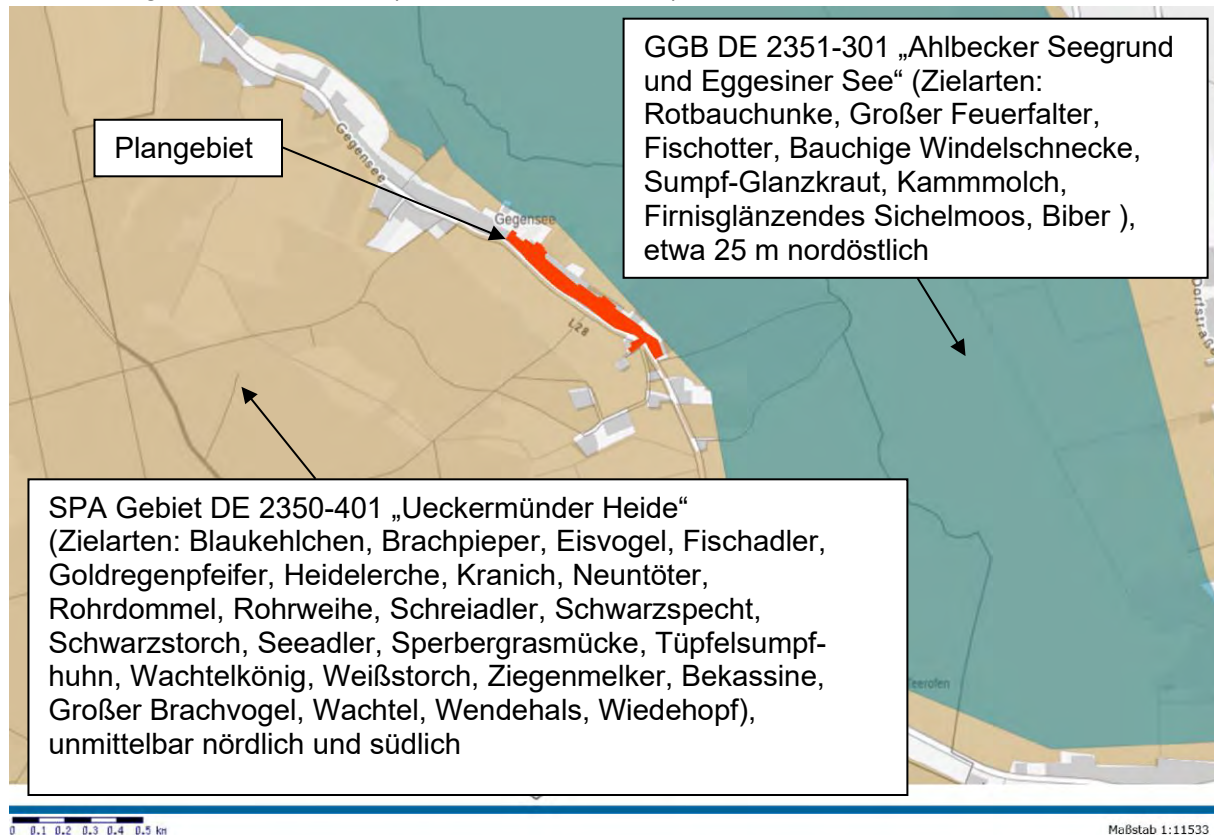 GGB DE 2351-301 „Ahlbecker Seegrund
und Eggesiner See“ (Zielarten:
Rotbauchunke, Großer Feuerfalter,
Fischotter, Bauchige Windelschnecke,
Sumpf-Glanzkraut, Kammmolch,
Firnisglänzendes Sichelmoos, Biber ),
etwa 25 m nordöstlich
Plangebiet
Gegensee
Gegensee
L28
Dorfstraße
SPA Gebiet DE 2350-401 „Ueckermünder Heide“
(Zielarten: Blaukehlchen, Brachpieper, Eisvogel, Fischadler,
Goldregenpfeifer, Heidelerche, Kranich, Neuntöter,
Rohrdommel, Rohrweihe, Schreiadler, Schwarzspecht,
Schwarzstorch, Seeadler, Sperbergrasmücke, Tüpfelsumpf-
huhn, Wachtelkönig, Weißstorch, Ziegenmelker, Bekassine,
Großer Brachvogel, Wachtel, Wendehals, Wiedehopf),
unmittelbar nördlich und südlich
0 0.1 0.2 0.3 0.4 0.5 km
Maßstab 1:11533